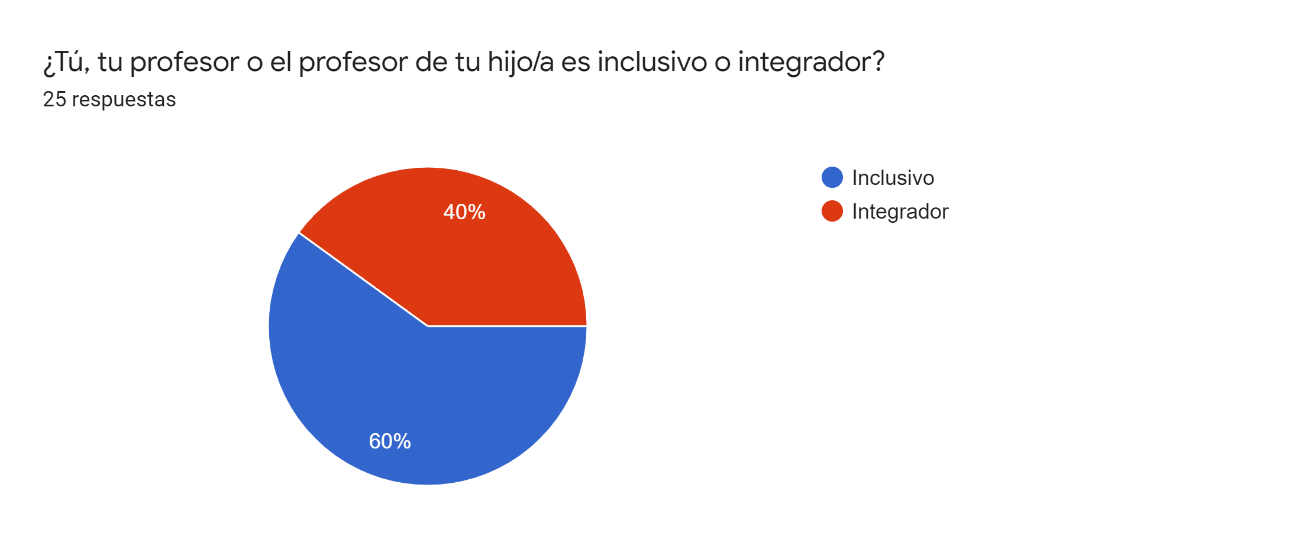 ¿Tú, tu profesor o el profesor de tu hijo/a es inclusivo o integrador?
25 respuestas
Inclusivo
Integrador
40%
60%